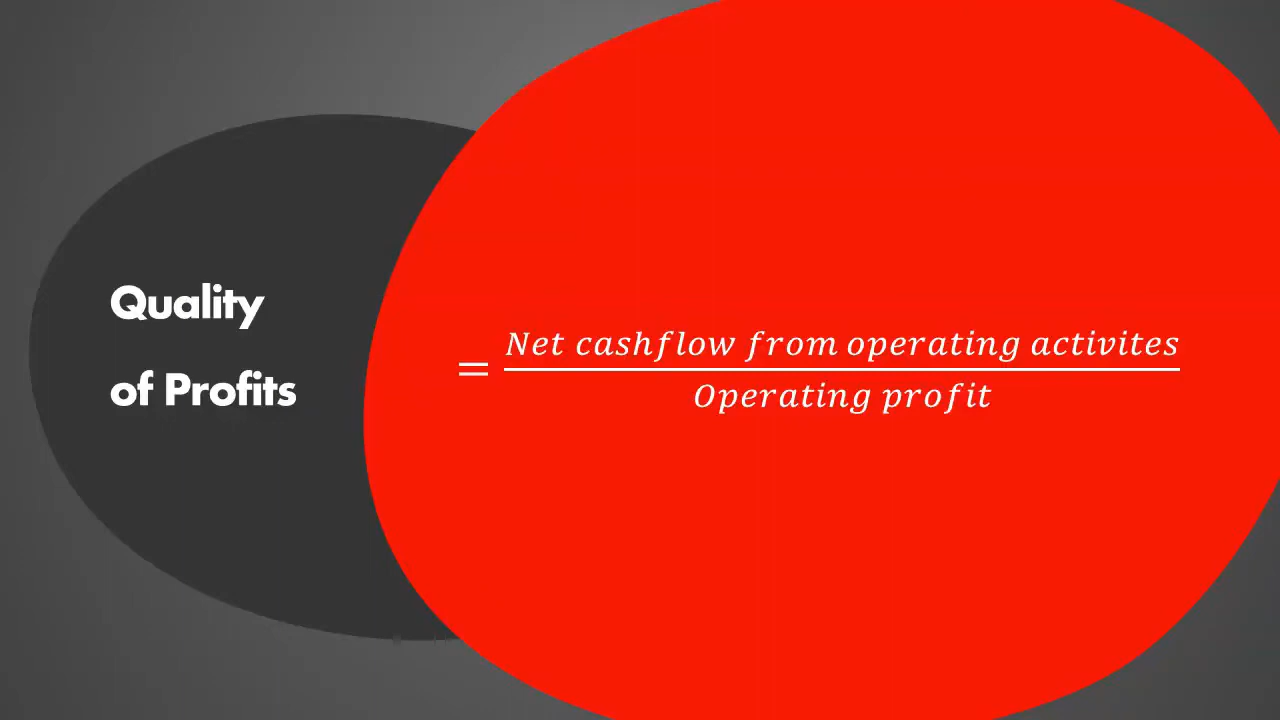 Quality
of Profits
= Net cashflow from operating activites
Operating profit